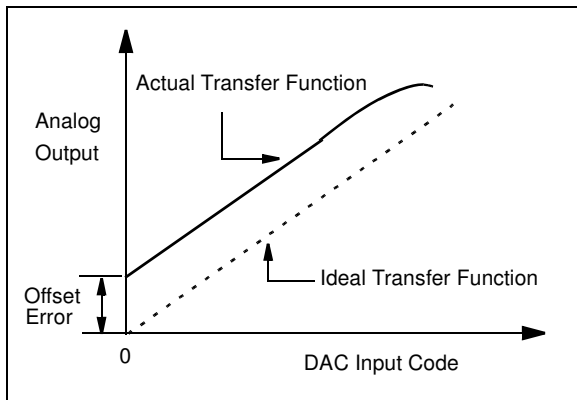 Actual Transfer Function
Analog
Output
Ideal Transfer Function
Offset
Error
0
DAC Input Code